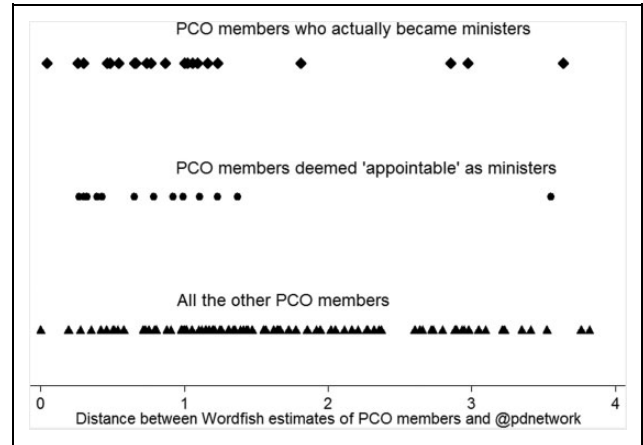 PCO members who actually became ministers
PCO members deemed 'appointable' as ministers
All the other PCO members
0 1 2 3 4
Distance between Wordfish estimates of PCO members and @pdnetwork